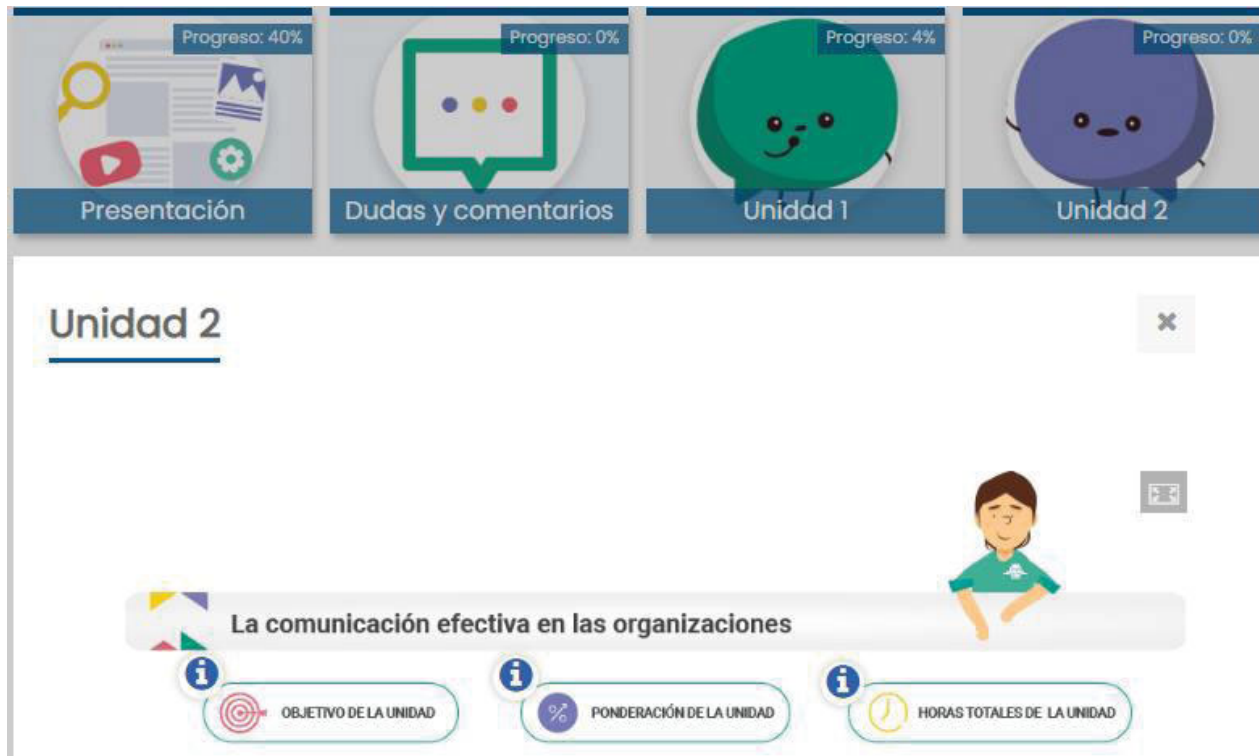 Progreso: 40%
Progreso: 0%
Progreso: 4%
Progreso: 0%
Presentación
Dudas y comentarios
Unidad 1
Unidad 2
Unidad 2
La comunicación efectiva en las organizaciones
OBJETIVO DE LA UNIDAD
PONDERACIÓN DE LA UNIDAD
HORAS TOTALES DE LA UNIDAD